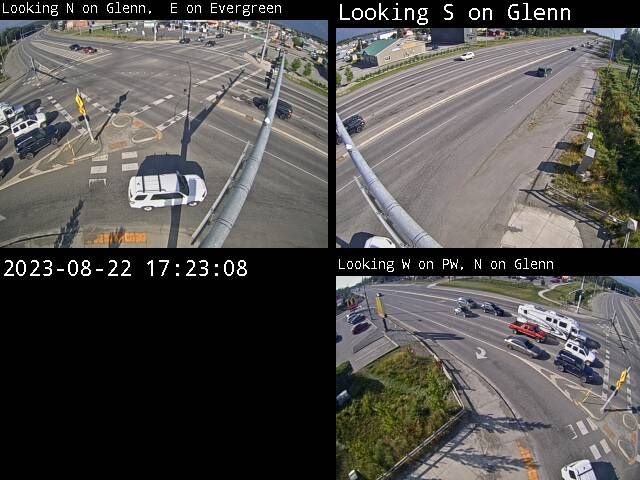 Looking N on Glenn, E on Evergreen
Looking S on Glenn
2023-08-22 17:23:08
Looking W on PW, N on Glenn